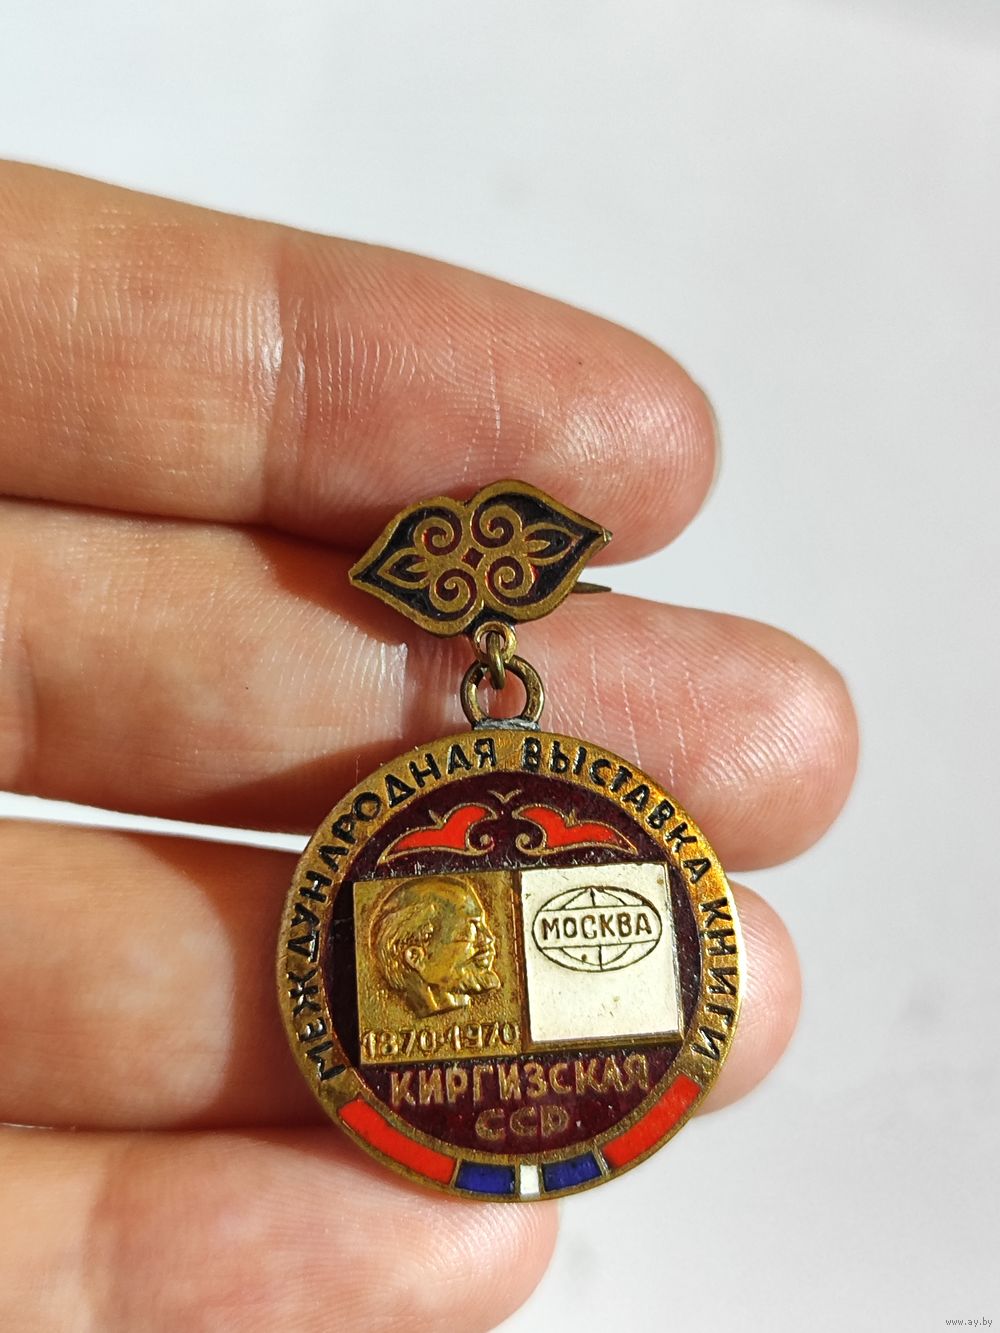 МЕЖДУНАРОДНАЯ ВЫСТАВКА КНИГИ
МОСКВА
1870·1970
КИРГИЗСКАЯ
ССР
www.ay.by